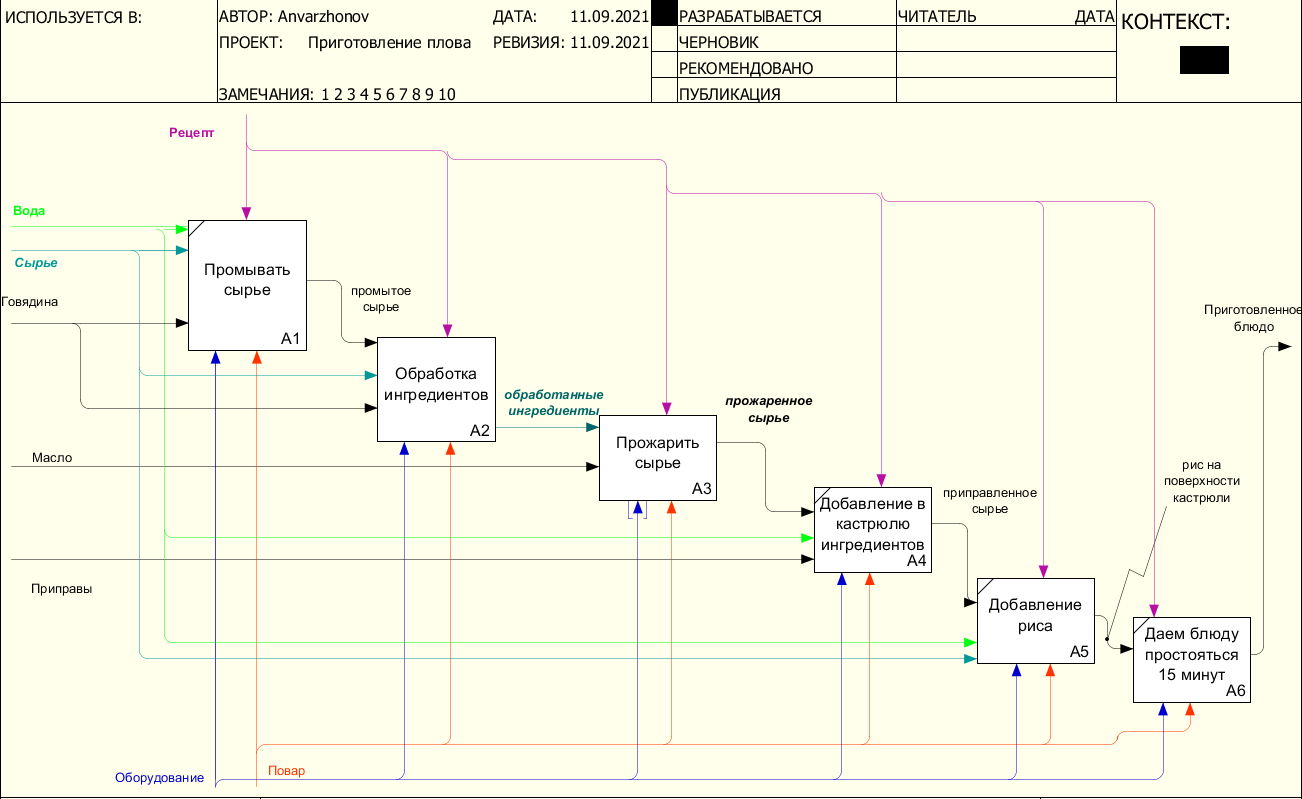 ИСПОЛЬЗУЕТСЯ В:
АВТОР: Anvarzhonov
ДАТА: 11.09.2021
ПРОЕКТ: Приготовление плова
РЕВИЗИЯ: 11.09.2021
ЗАМЕЧАНИЯ: 1 2 3 4 5 6 7 8 9 10
РАЗРАБАТЫВАЕТСЯ
ЧЕРНОВИК
РЕКОМЕНДОВАНО
ПУБЛИКАЦИЯ
ЧИТАТЕЛЬ ДАТА
КОНТЕКСТ:
Рецепт
Вода
Сырье
Говядина
Промывать
сырье
A1
промытое
сырье
Обработка
ингредиентов
A2
обработанные
ингредиенты
Масло
Прожарить
сырье
A3
прожаренное
сырье
Приправы
Добавление в
кастрюлю
ингредиентов
A4
приправленное
сырье
Добавление
риса
A5
рис на
поверхности
кастрюли
Даем блюду
простояться
15 минут
A6
Приготовленное
блюдо
Оборудование
Повар